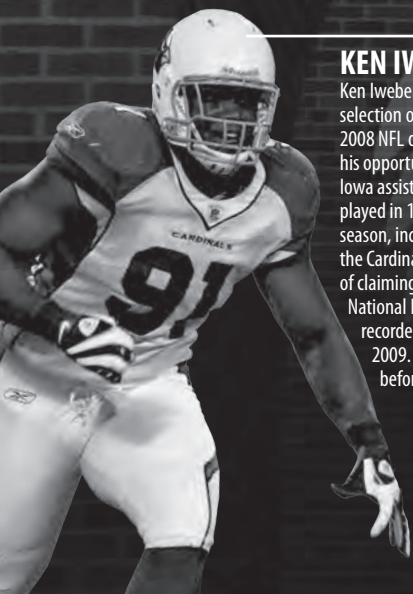 KEN IW
Ken Iwebe
selection o
2008 NFL d
his opportu
Iowa assist
played in 1
season, inc
the Cardina
of claiming
National
recorde
2009.
befor
CARDINALS
91